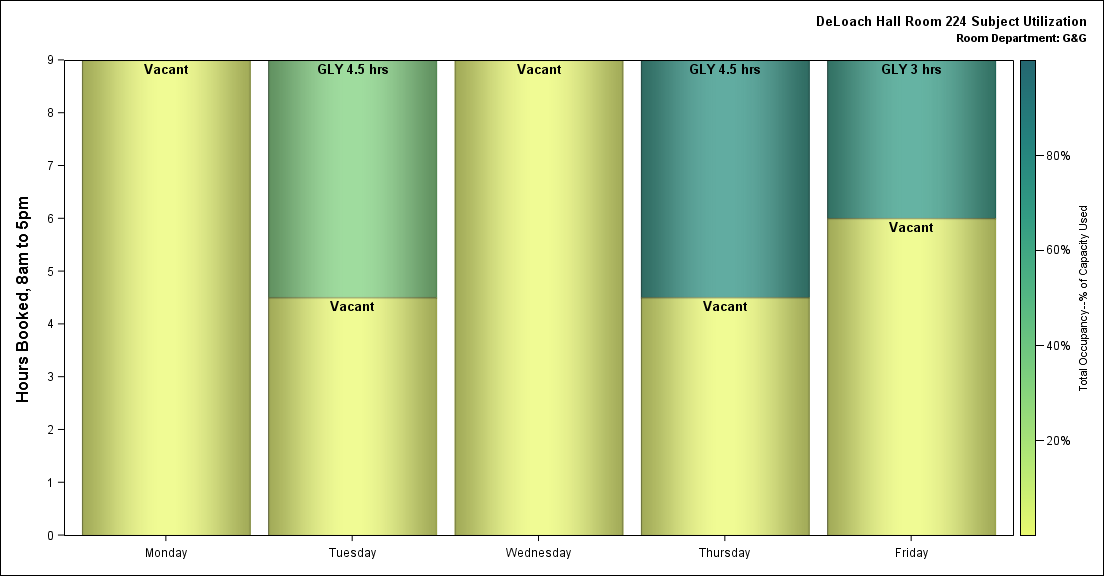 DeLoach Hall Room 224 Subject Utilization
Room Department: G&G
Hours Booked, 8am to 5pm
9
8
7
6
5
4
3
2
1
0
Vacant
GLY 4.5 hrs
Vacant
GLY 4.5 hrs
GLY 3 hrs
Vacant
Vacant
Vacant
Monday
Tuesday
Wednesday
Thursday
Friday
80%
60%
40%
20%
Total Occupancy--% of Capacity Used